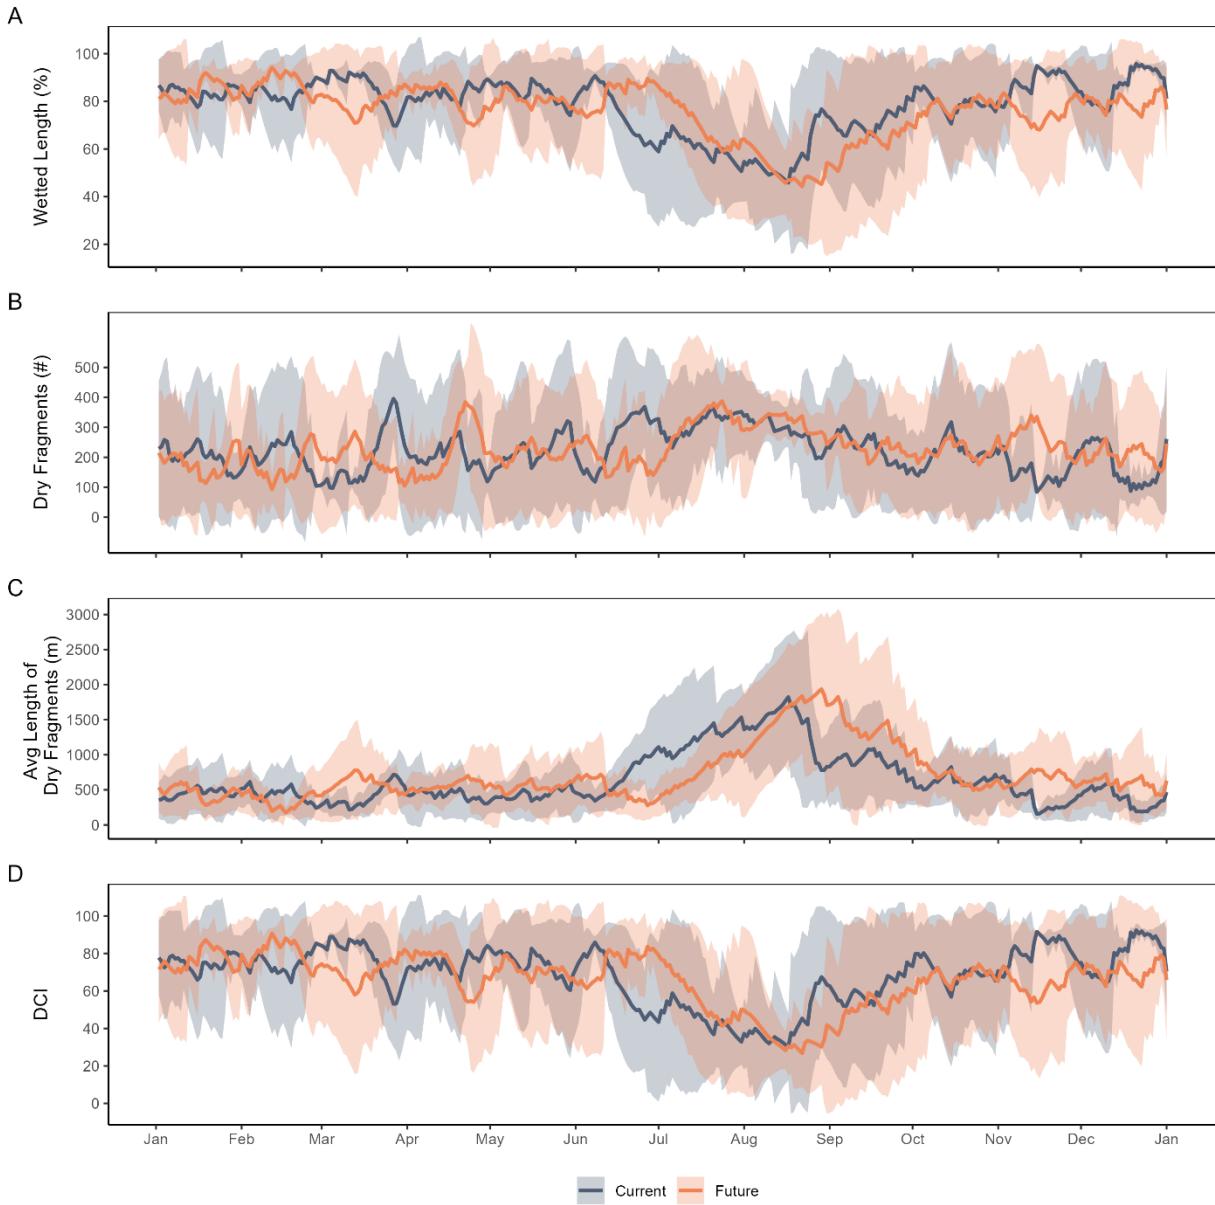 A
Wetted Length (%)
100
80
60
40
20
B
Dry Fragments (#)
500
400
300
200
100
0
C
Avg Length of
Dry Fragments (m)
3000
2500
2000
1500
1000
500
0
D
DCI
100
80
60
40
20
0
Jan Feb Mar Apr May Jun Jul Aug Sep Oct Nov Dec Jan
Current Future